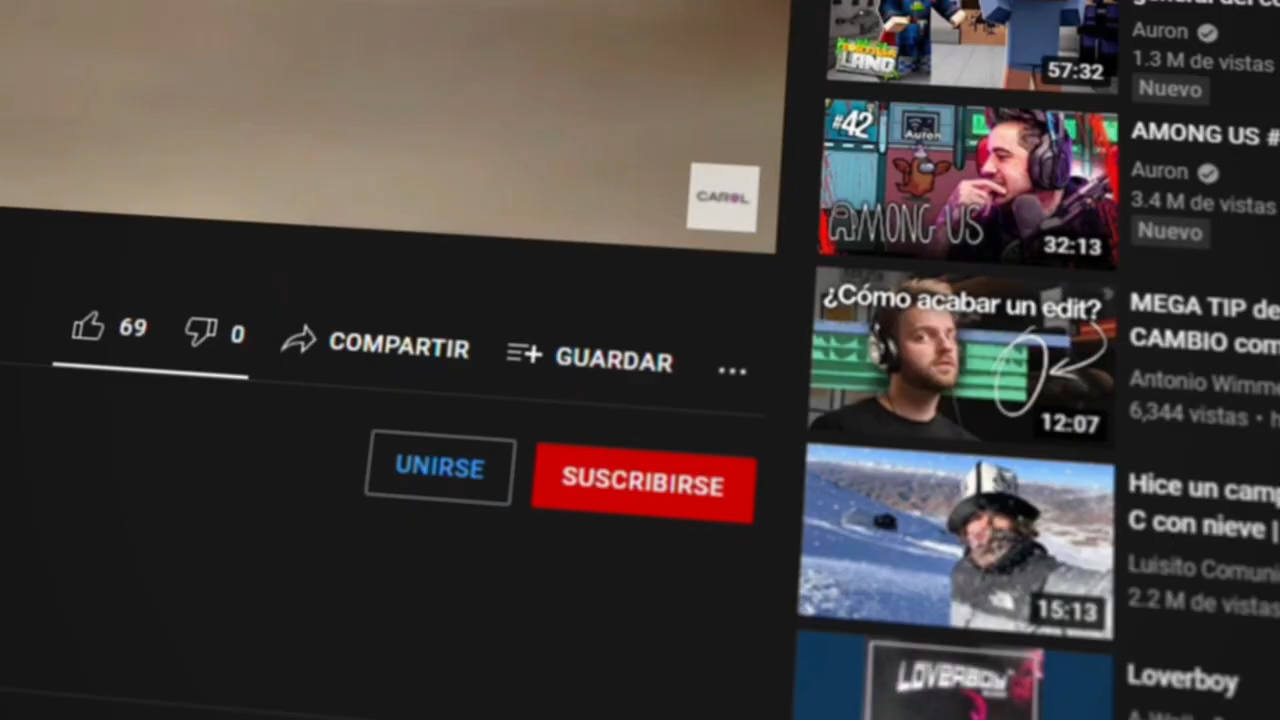 CAROL
69
0
COMPARTIR
GUARDAR
UNIRSE
SUSCRIBIRSE
LAND
57:32
Auron
1.3 M de vistas
Nuevo
#42
Auron
AMONG US
32:13
AMONG US #
Auron
3.4 M de vistas
Nuevo
¿Cómo acabar un edit?
12:07
MEGA TIP de
CAMBIO com
Antonio Wimme
6,344 vistas • h
15:13
Hice un camp
C con nieve |
Luisito Comuni
2.2 M de vistas
LOVERBOY
Loverboy